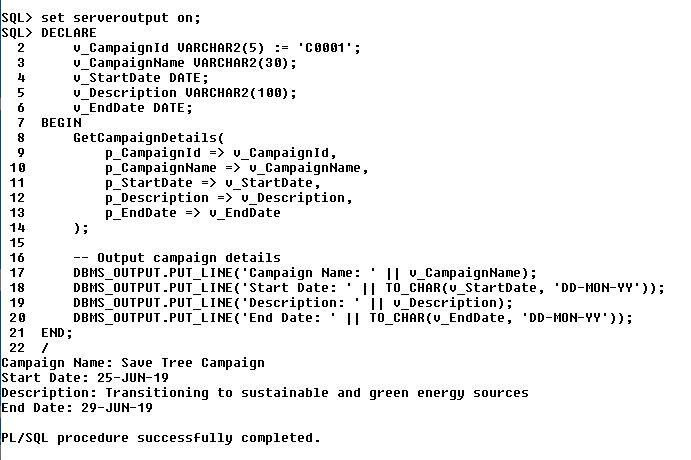 SQL> set serveroutput on;
SQL> DECLARE
  2      v_CampaignId VARCHAR2(5) := 'C0001';
  3      v_CampaignName VARCHAR2(30);
  4      v_StartDate DATE;
  5      v_Description VARCHAR2(100);
  6      v_EndDate DATE;
  7  BEGIN
  8      GetCampaignDetails(
  9          p_CampaignId => v_CampaignId,
 10          p_CampaignName => v_CampaignName,
 11          p_StartDate => v_StartDate,
 12          p_Description => v_Description,
 13          p_EndDate => v_EndDate
 14      );
 15
 16      -- Output campaign details
 17      DBMS_OUTPUT.PUT_LINE('Campaign Name: ' || v_CampaignName);
 18      DBMS_OUTPUT.PUT_LINE('Start Date: ' || TO_CHAR(v_StartDate, 'DD-MON-YY'));
 19      DBMS_OUTPUT.PUT_LINE('Description: ' || v_Description);
 20      DBMS_OUTPUT.PUT_LINE('End Date: ' || TO_CHAR(v_EndDate, 'DD-MON-YY'));
 21  END;
 22  /
Campaign Name: Save Tree Campaign
Start Date: 25-JUN-19
Description: Transitioning to sustainable and green energy sources
End Date: 29-JUN-19

PL/SQL procedure successfully completed.